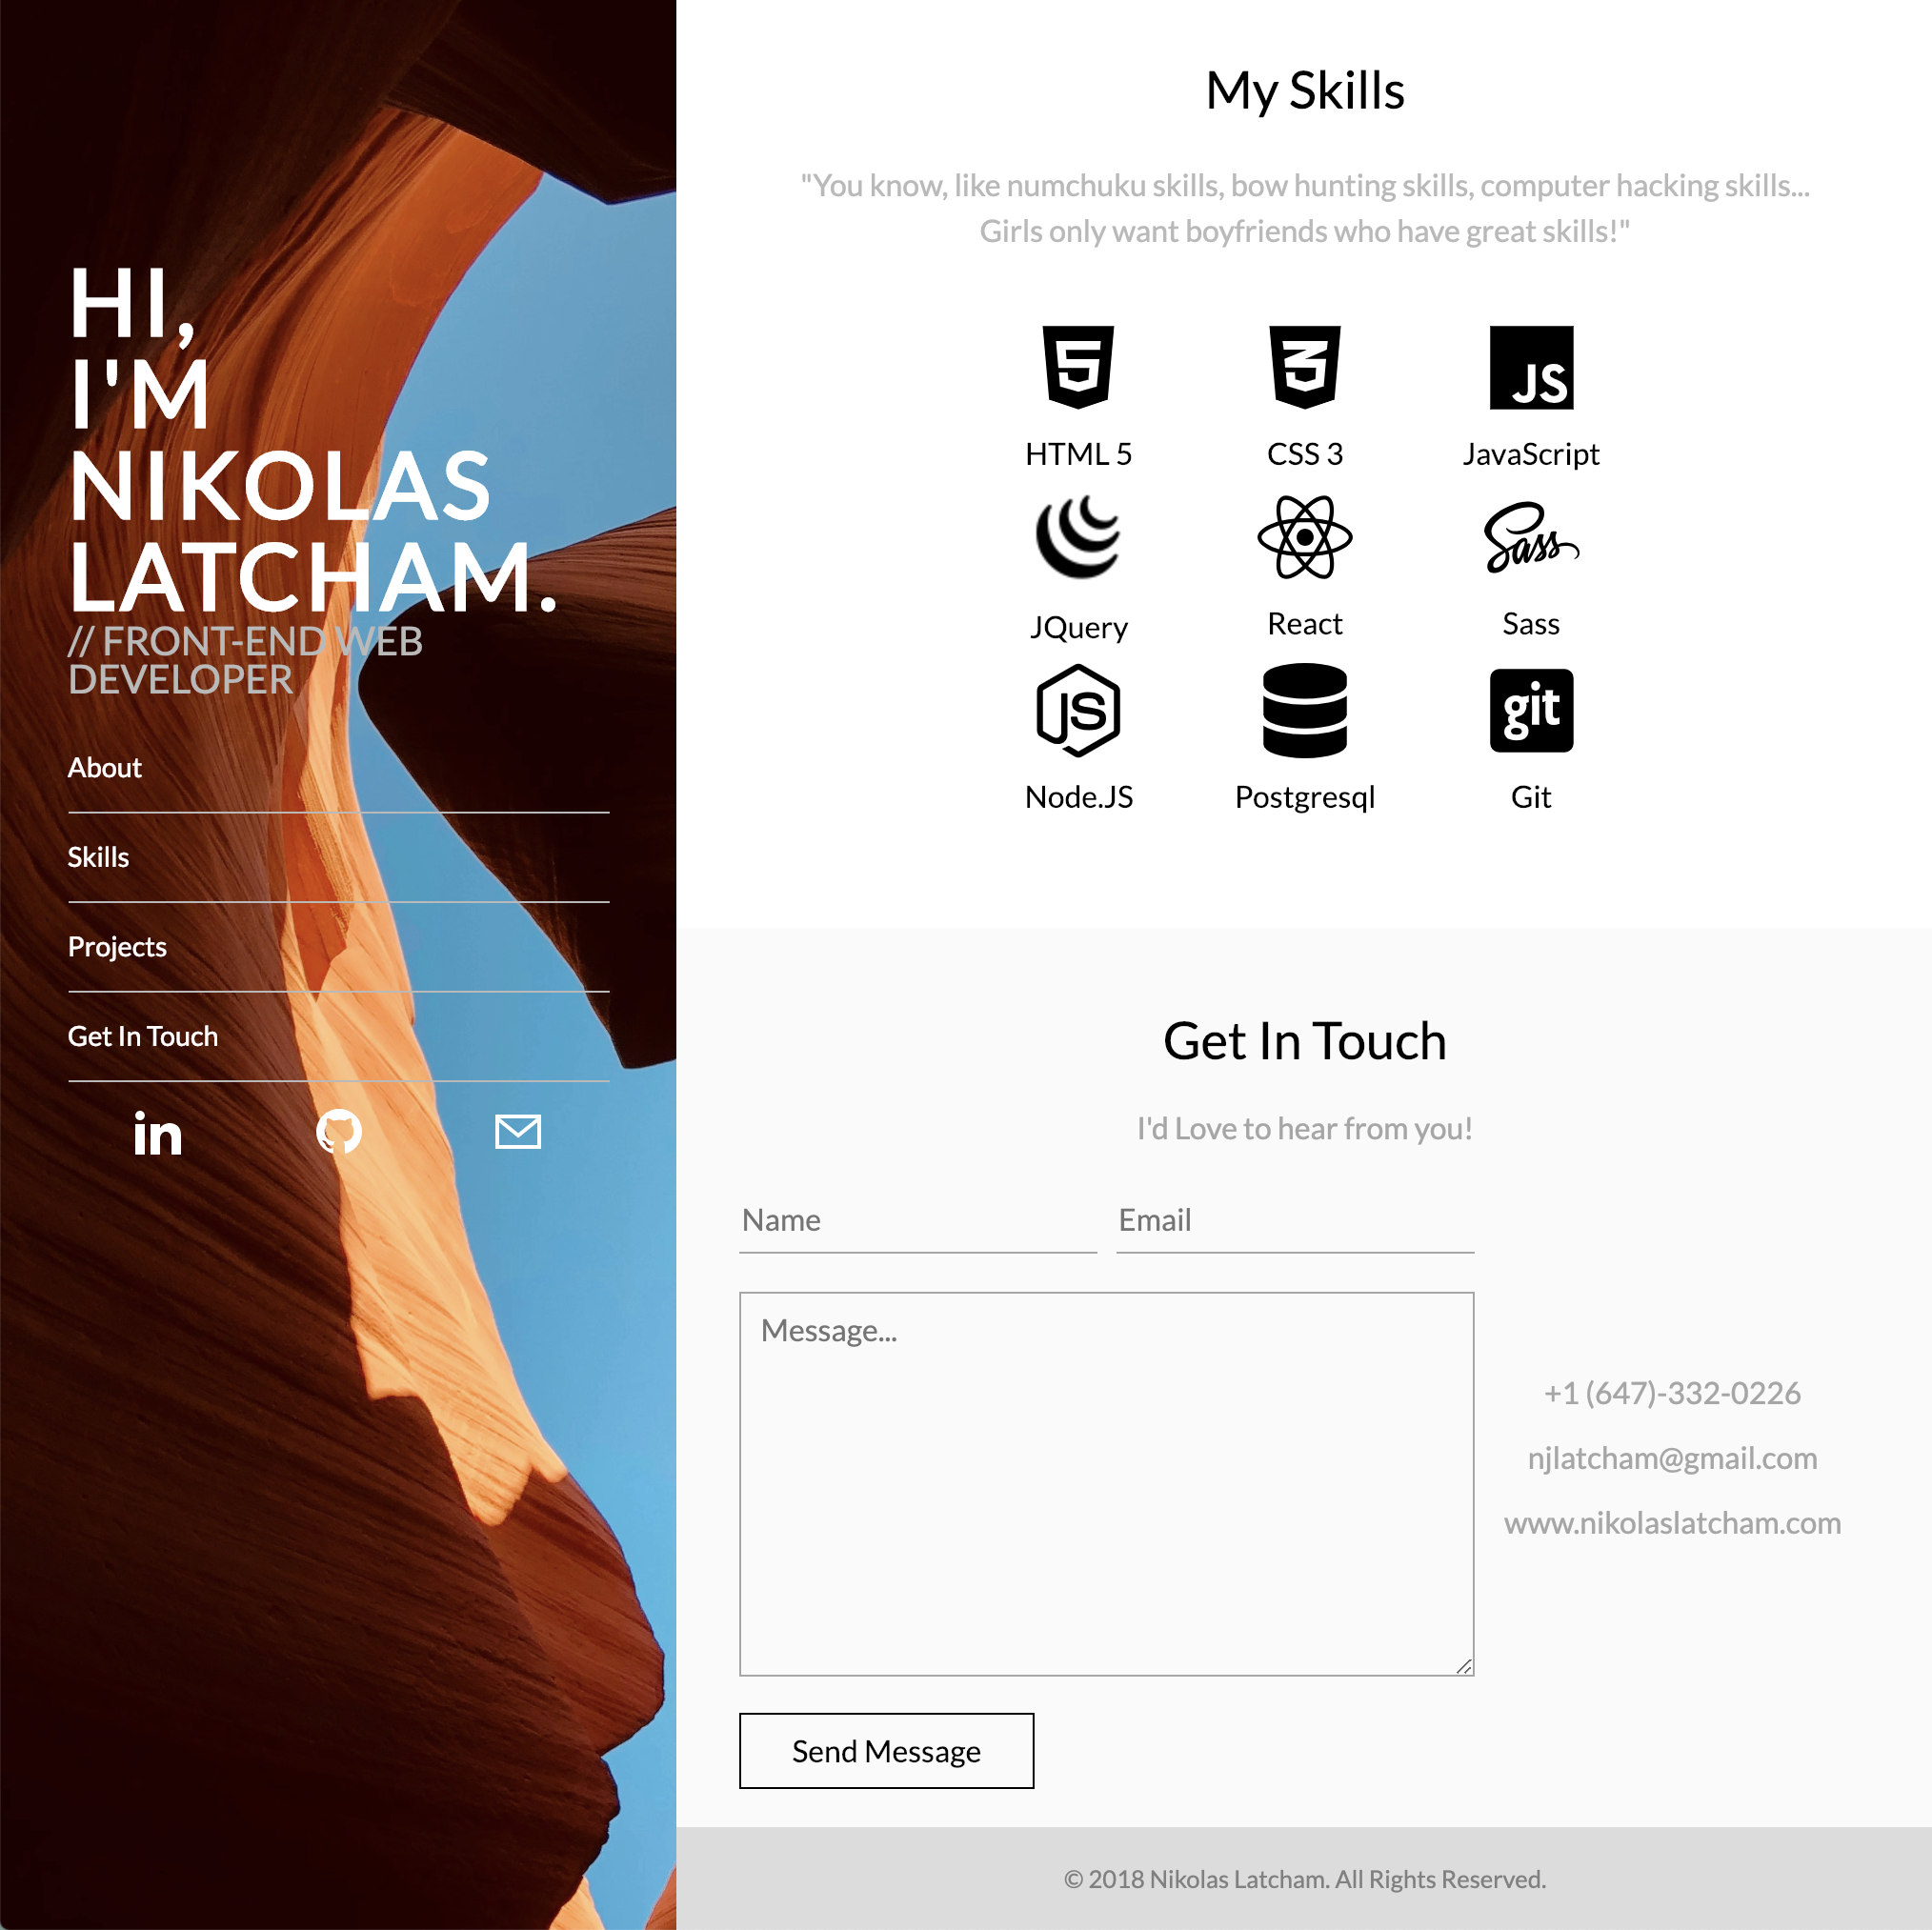 HI,
I'M
NIKOLAS
LATCHAM.
// FRONT-END WEB
DEVELOPER
About
Skills
Projects
Get In Touch
in
My Skills
"You know, like numchuku skills, bow hunting skills, computer hacking skills...
Girls only want boyfriends who have great skills!"
5
3
JS
HTML 5
CSS 3
JavaScript
Sass
JQuery
React
Sass
JS
git
Node.JS
Postgresql
Git
Get In Touch
I'd Love to hear from you!
Name
Email
Message...
+1 (647)-332-0226
njlatcham@gmail.com
www.nikolaslatcham.com
Send Message
© 2018 Nikolas Latcham. All Rights Reserved.